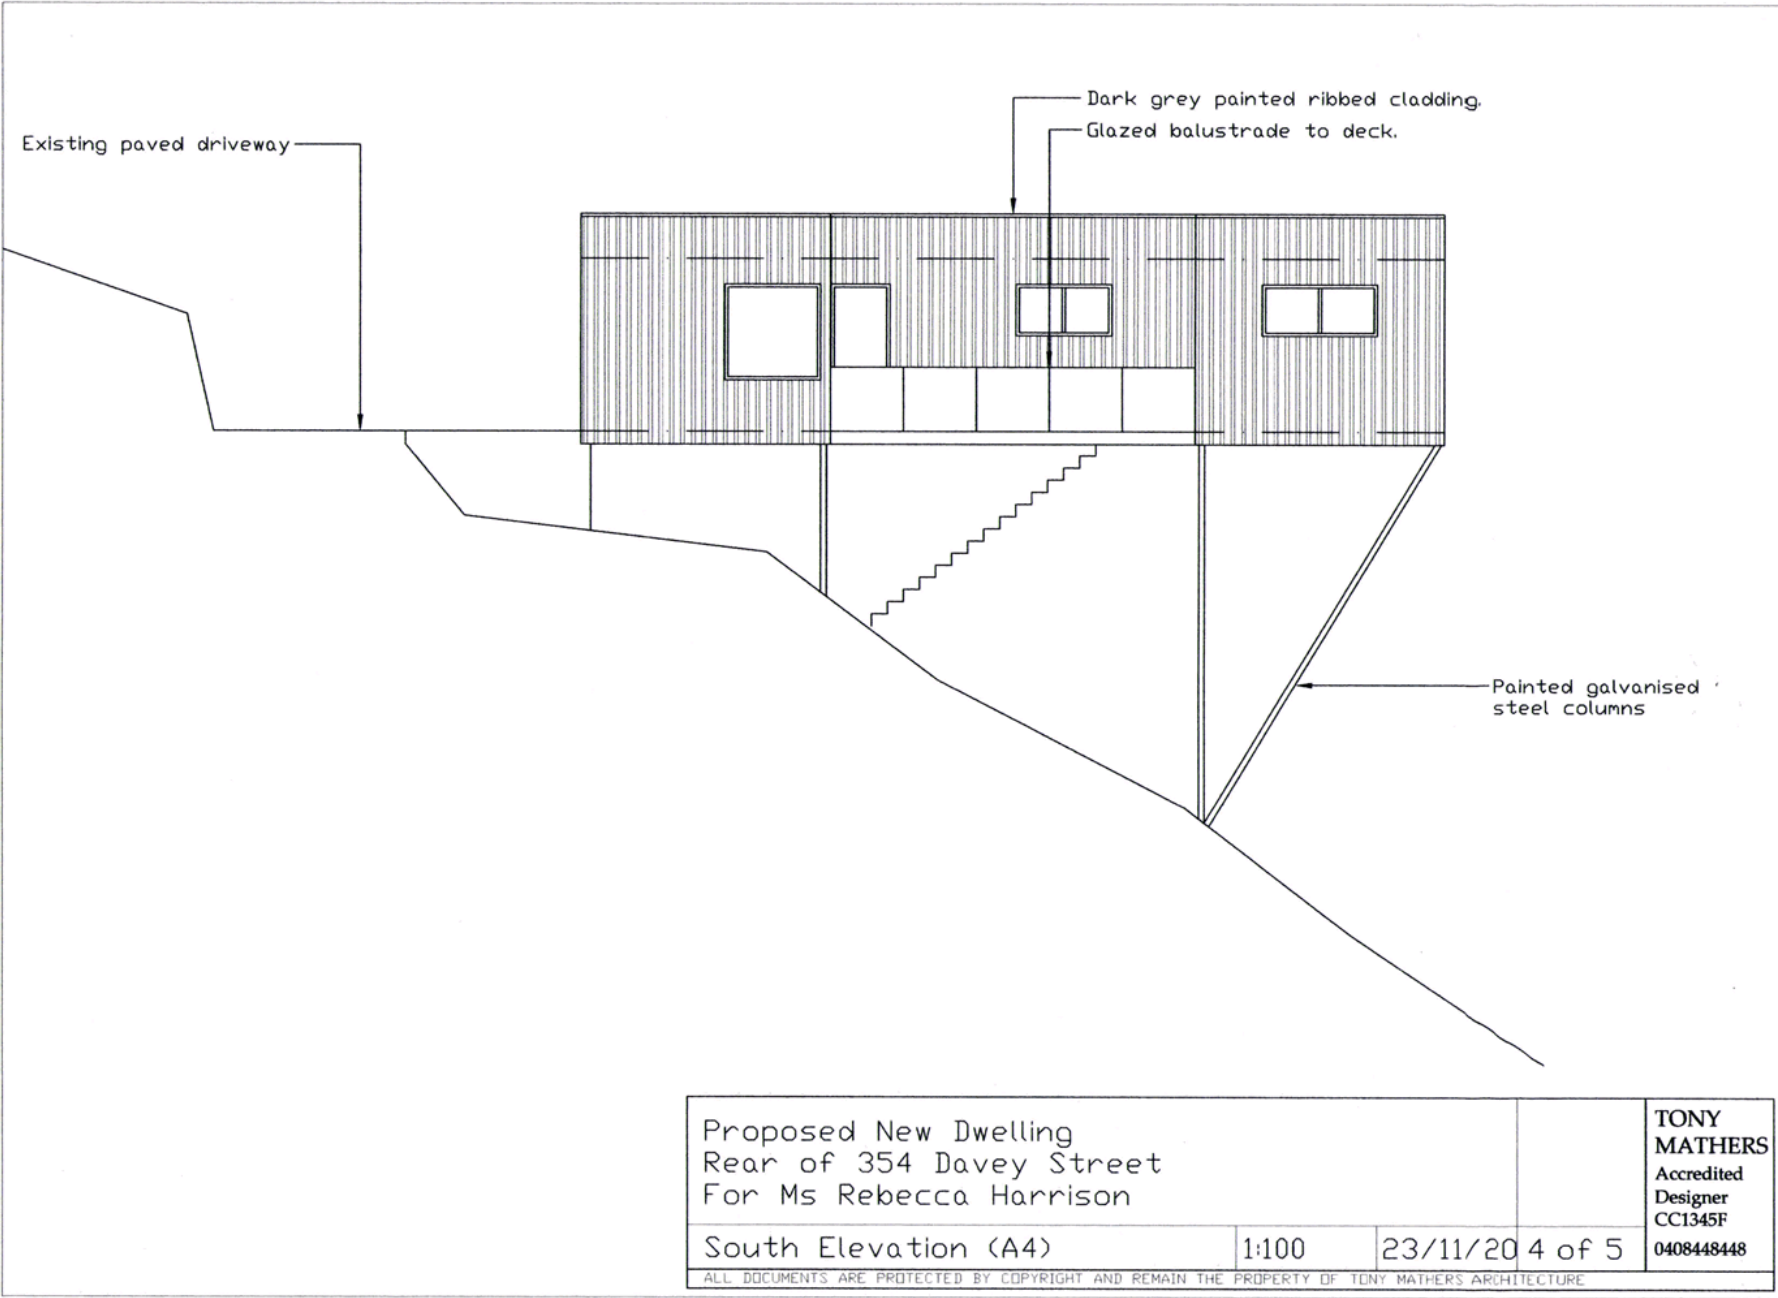 Dark grey painted ribbed cladding.
Glazed balustrade to deck.
Existing paved driveway
Painted galvanised
steel columns
Proposed New Dwelling
Rear of 354 Davey Street
For Ms Rebecca Harrison
South Elevation (A4)
1:100
23/11/20
4 of 5
TONY
MATHERS
Accredited
Designer
CC1345F
0408448448
ALL DOCUMENTS ARE PROTECTED BY COPYRIGHT AND REMAIN THE PROPERTY OF TONY MATHERS ARCHITECTURE